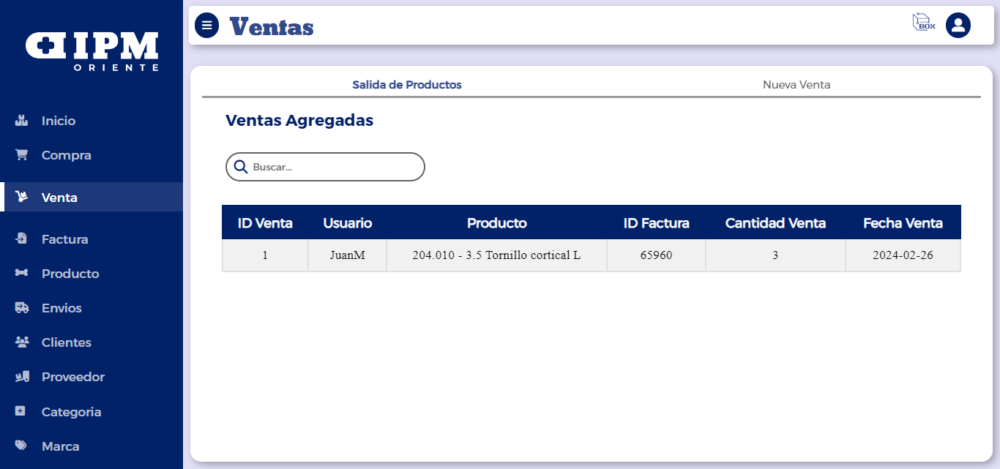 IPM
ORIENTE
Inicio
Compra
Venta
Factura
Producto
Envios
Clientes
Proveedor
Categoria
Marca
Ventas
BOX
Salida de Productos
Nueva Venta
Ventas Agregadas
Buscar...
ID Venta Usuario Producto ID Factura Cantidad Venta Fecha Venta
1 JuanM 204.010 - 3.5 Tornillo cortical L 65960 3 2024-02-26